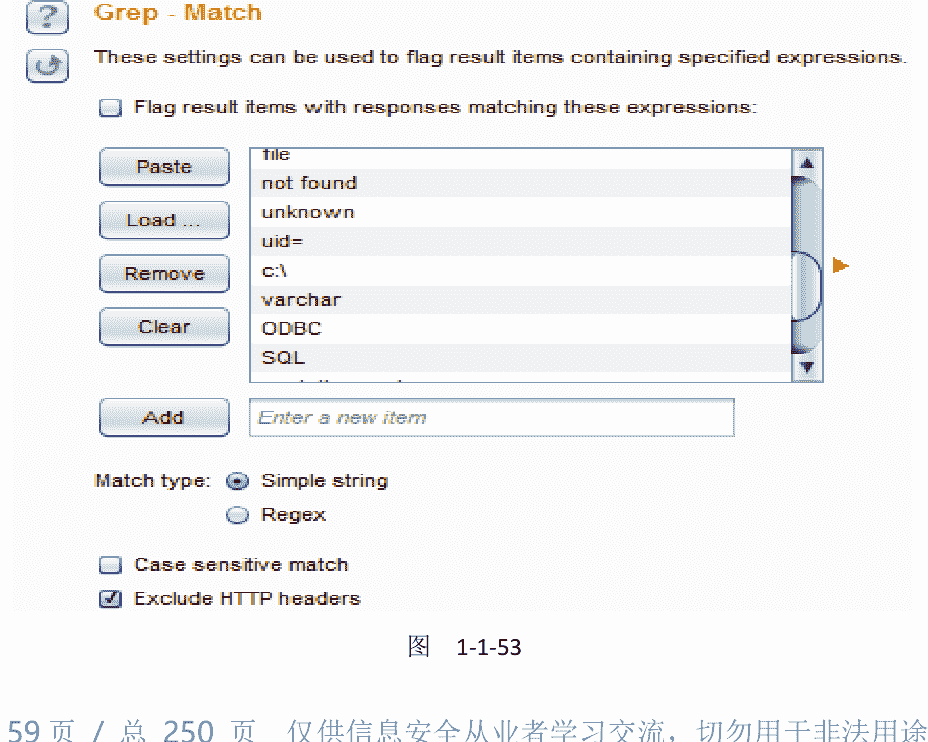 Grep - Match
These settings can be used to flag result items containing specified expressions.
Flag result items with responses matching these expressions:
Paste
Load ...
Remove
Clear
file
not found
unknown
uid=
c:\
varchar
ODBC
SQL
Add
Enter a new item
Match type:
Simple string
Regex
Case sensitive match
Exclude HTTP headers
图 1-1-53
59 页 / 总 250 页 仅供信息安全从业者学习交流，切勿用于非法用途